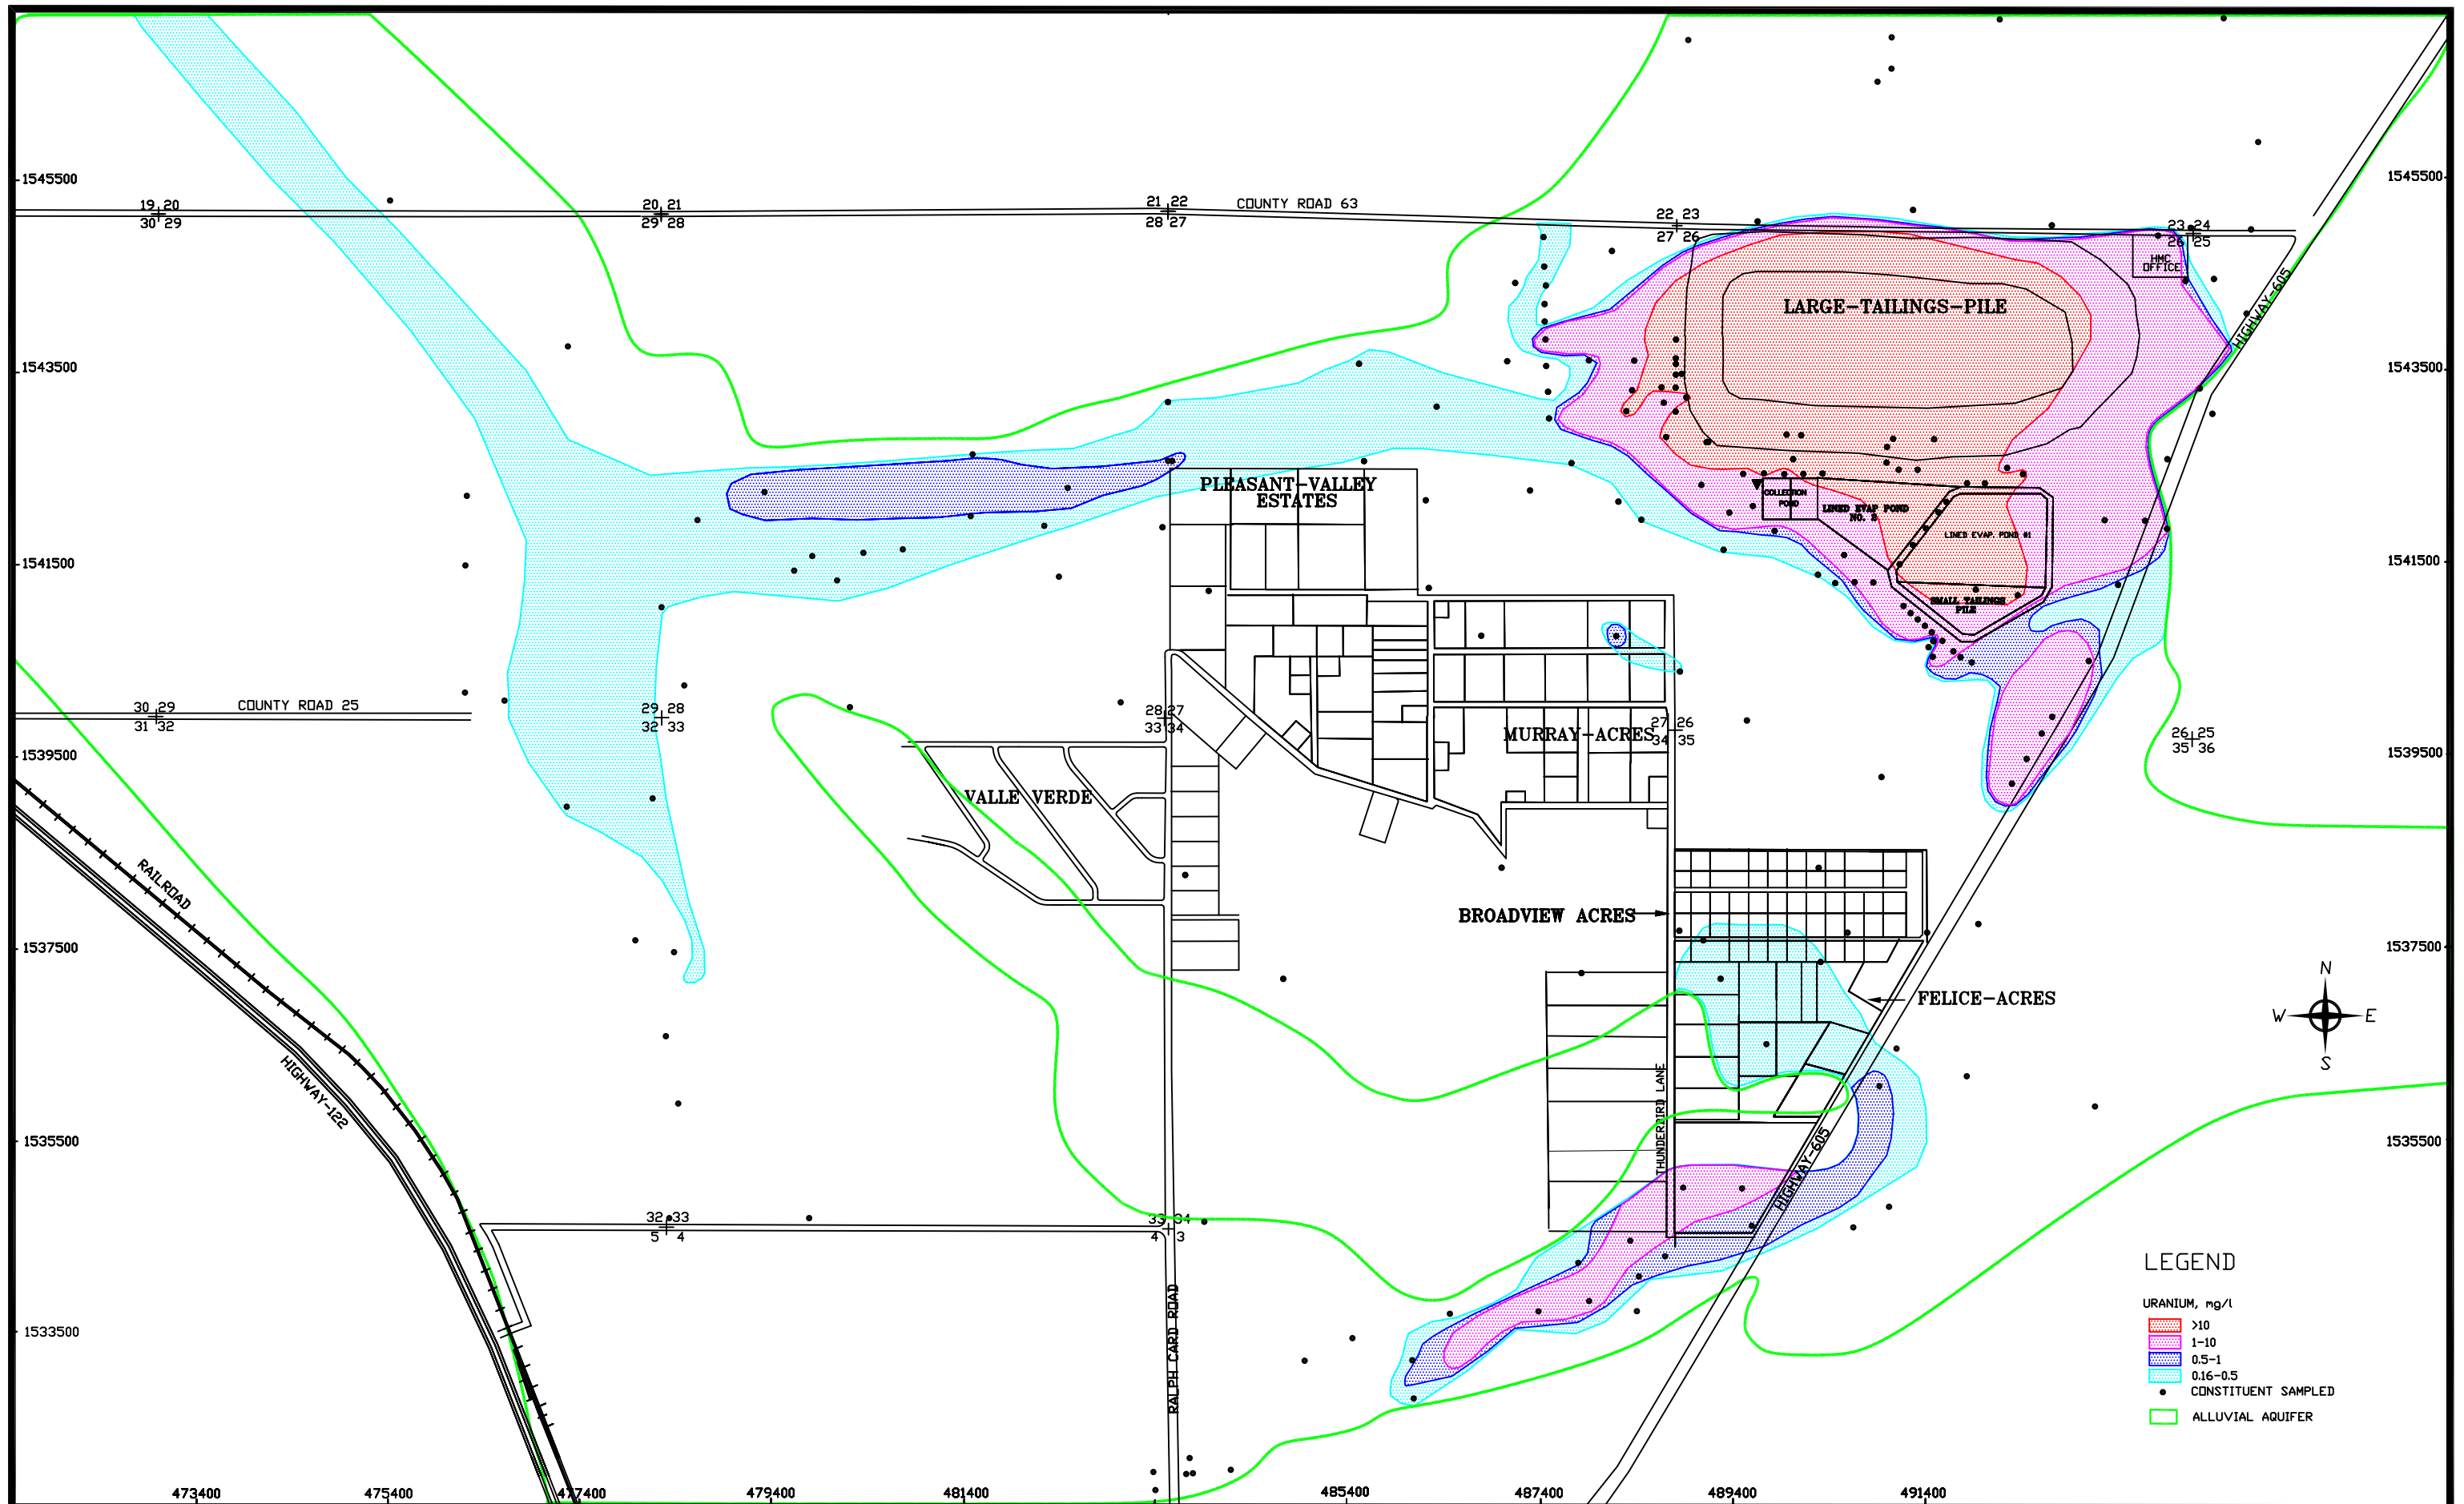 1545500
1545500
19 20
30 29
20 21
29 28
21 22
28 27
COUNTY ROAD 63
22 23
27 26
23 24
26 25
HMC
OFFICE
HIGHWAY-605
LARGE-TAILINGS-PILE
1543500
1543500
PLEASANT-VALLEY
ESTATES
COLLECTION
POND
LINED EVAP POND
LINED EVAP. POND #1
1541500
1541500
SMALL TAILINGS
PILE
30 29
31 32
COUNTY ROAD 25
29 28
32 33
28 27
33 34
27 26
34 35
26 25
35 36
MURRAY-ACRES
1539500
1539500
VALLE VERDE
RAILROAD
BROADVIEW ACRES
1537500
1537500
FELICE-ACRES
N
W
E
S
HIGHWAY-122
THUNDERBIRD LANE
HIGHWAY-605
1535500
1535500
32 33
5 4
33 34
4 3
RALPH CARD ROAD
1533500
LEGEND
URANIUM, mg/l
>10
1-10
0.5-1
0.16-0.5
CONSTITUENT SAMPLED
ALLUVIAL AQUIFER
473400
475400
477400
479400
481400
485400
487400
489400
491400